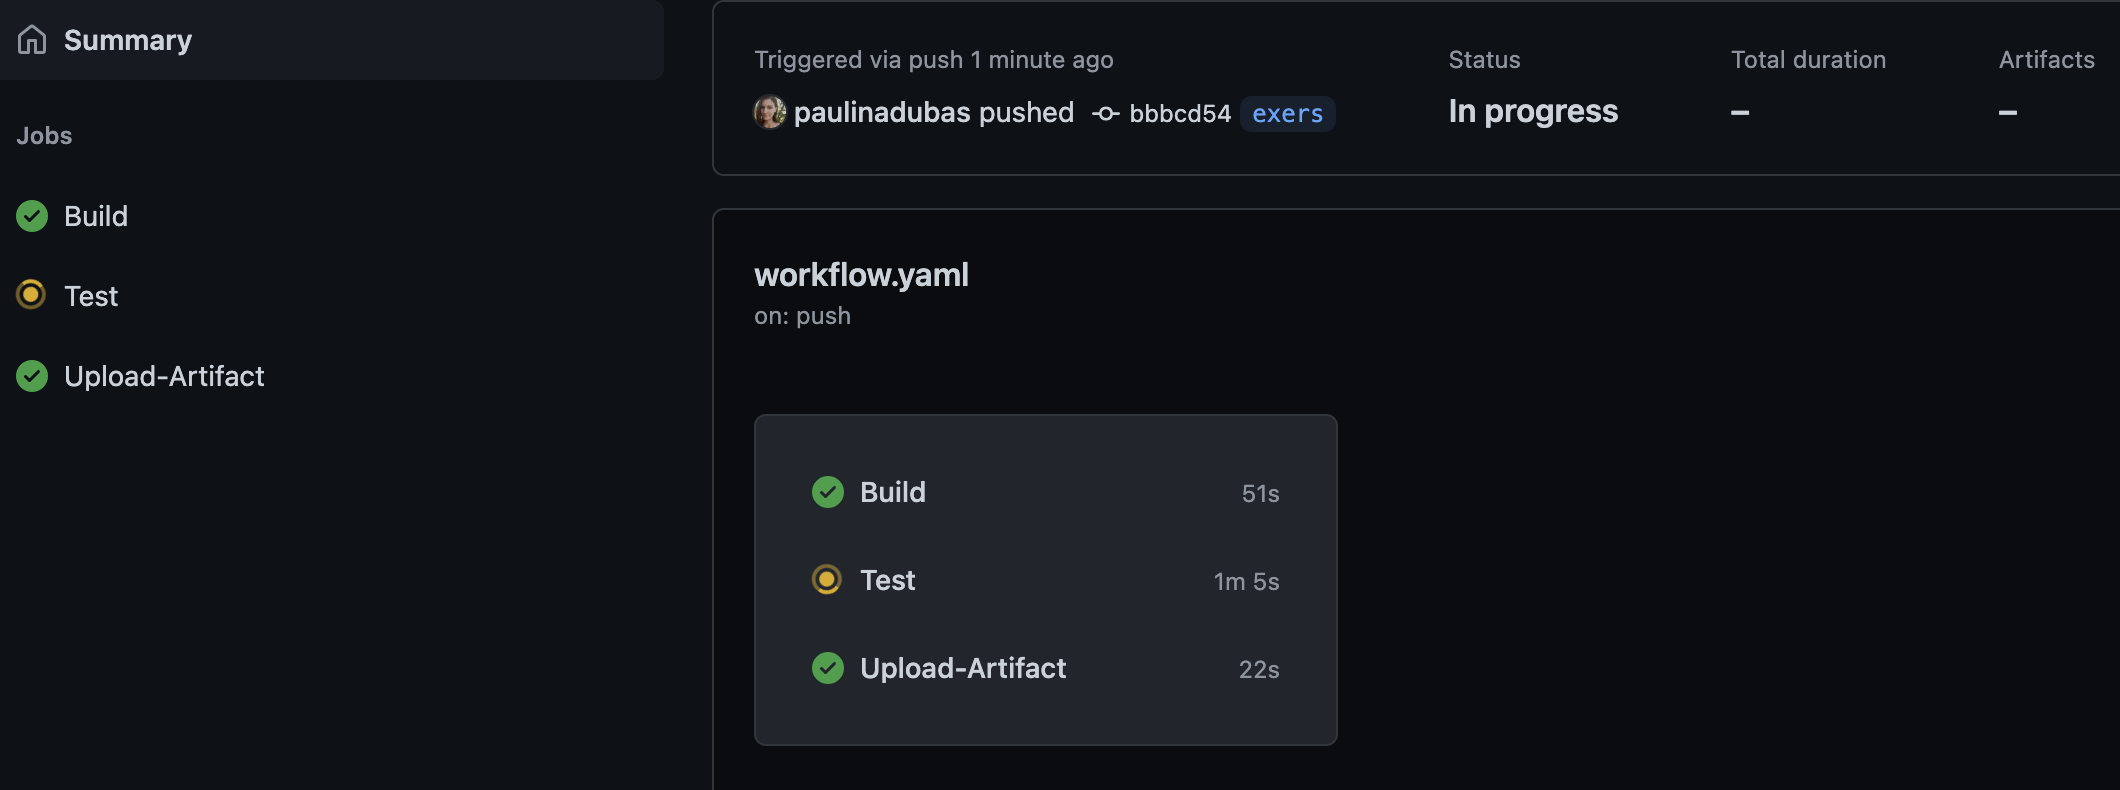 Summary
Jobs
Build
Test
Upload-Artifact
Triggered via push 1 minute ago
paulinadubas pushed bbbcd54 exers
Status
In progress
Total duration
–
Artifacts
–
workflow.yaml
on: push
Build 51s
Test 1m 5s
Upload-Artifact 22s